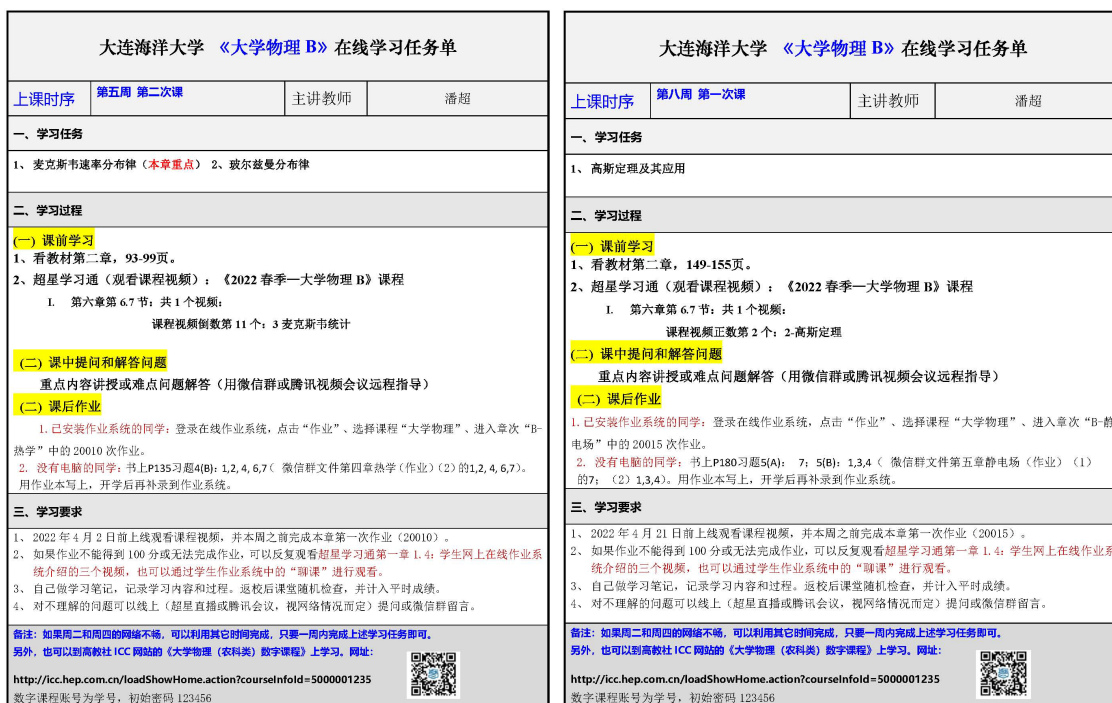 大连海洋大学 《大学物理 B》在线学习任务单
上课时序 第五周 第二次课 主讲教师 潘超
一、学习任务
1、 麦克斯韦速率分布律（本章重点） 2、玻尔兹曼分布律
二、学习过程
(一) 课前学习
1、看教材第二章，93-99页。
2、超星学习通（观看课程视频）: 《2022 春季—大学物理 B》课程
I. 第六章第 6.7 节: 共 1 个视频:
课程视频倒数第 11 个: 3 麦克斯韦统计
(二) 课中提问和解答问题
重点内容讲授或难点问题解答（用微信群或腾讯视频会议远程指导）
(二) 课后作业
1. 已安装作业系统的同学: 登录在线作业系统，点击“作业”、选择课程“大学物理”、进入章次“B-
热学”中的 20010 次作业。
2. 没有电脑的同学: 书上P135习题4(B): 1,2, 4, 6,7（ 微信群文件第四章热学（作业）(2) 的1,2, 4, 6,7)。
用作业本写上，开学后再补录到作业系统。
三、学习要求
1、 2022 年 4 月 2 日前上线观看课程视频，并本周之前完成本章第一次作业（20010）。
2、 如果作业不能得到 100 分或无法完成作业，可以反复观看超星学习通第一章 1.4: 学生网上在线作业系
统介绍的三个视频，也可以通过学生作业系统中的“聊课”进行观看。
3、 自己做学习笔记，记录学习内容和过程。返校后课堂随机检查，并计入平时成绩。
4、 对不理解的问题可以线上（超星直播或腾讯会议，视网络情况而定）提问或微信群留言。
备注: 如果周二和周四的网络不畅，可以利用其它时间完成，只要一周内完成上述学习任务即可。
另外，也可以到高教社 ICC 网站的《大学物理（农科类）数字课程》上学习。网址:
http://icc.hep.com.cn/loadShowHome.action?courseInfoId=5000001235
数字课程账号为学号，初始密码 123456
大连海洋大学 《大学物理 B》在线学习任务单
上课时序 第八周 第一次课 主讲教师 潘超
一、学习任务
1、 高斯定理及其应用
二、学习过程
(一) 课前学习
1、看教材第二章，149-155页。
2、超星学习通（观看课程视频）: 《2022 春季—大学物理 B》课程
I. 第六章第 6.7 节: 共 1 个视频:
课程视频正数第 2 个: 2-高斯定理
(二) 课中提问和解答问题
重点内容讲授或难点问题解答（用微信群或腾讯视频会议远程指导）
(二) 课后作业
1. 已安装作业系统的同学: 登录在线作业系统，点击“作业”、选择课程“大学物理”、进入章次“B-静
电场”中的 20015 次作业。
2. 没有电脑的同学: 书上P180习题5(A): 7; 5(B): 1,3,4（ 微信群文件第五章静电场（作业）(1)
的7; (2) 1,3,4)。用作业本写上，开学后再补录到作业系统。
三、学习要求
1、 2022 年 4 月 21 日前上线观看课程视频，并本周之前完成本章第一次作业（20015）。
2、 如果作业不能得到 100 分或无法完成作业，可以反复观看超星学习通第一章 1.4: 学生网上在线作业系
统介绍的三个视频，也可以通过学生作业系统中的“聊课”进行观看。
3、 自己做学习笔记，记录学习内容和过程。返校后课堂随机检查，并计入平时成绩。
4、 对不理解的问题可以线上（超星直播或腾讯会议，视网络情况而定）提问或微信群留言。
备注: 如果周二和周四的网络不畅，可以利用其它时间完成，只要一周内完成上述学习任务即可。
另外，也可以到高教社 ICC 网站的《大学物理（农科类）数字课程》上学习。网址:
http://icc.hep.com.cn/loadShowHome.action?courseInfoId=5000001235
数字课程账号为学号，初始密码 123456